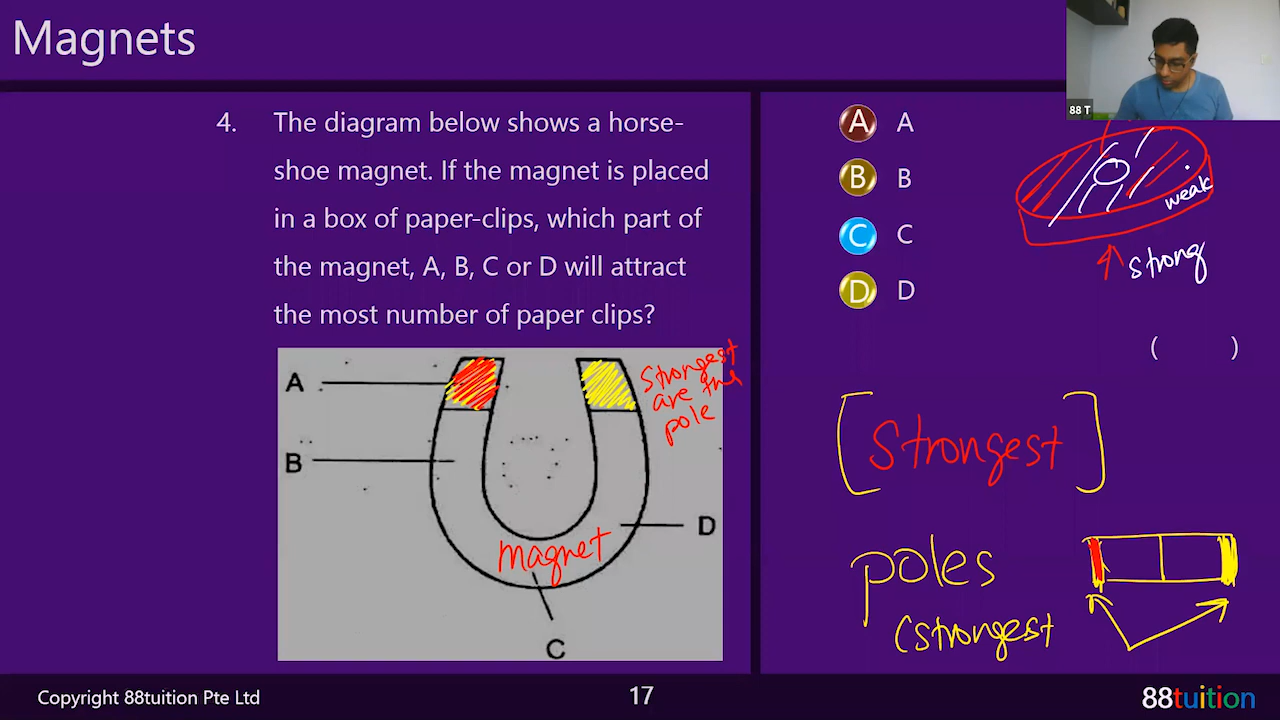 Magnets
88 T
4. The diagram below shows a horse-
shoe magnet. If the magnet is placed
in a box of paper-clips, which part of
the magnet, A, B, C or D will attract
the most number of paper clips?
A
B
C
D
magnet
strongest
are the
pole
A A
B B
C C
D D
weak
strong
( )
[strongest]
poles
(strongest
Copyright 88tuition Pte Ltd
17
88tuition